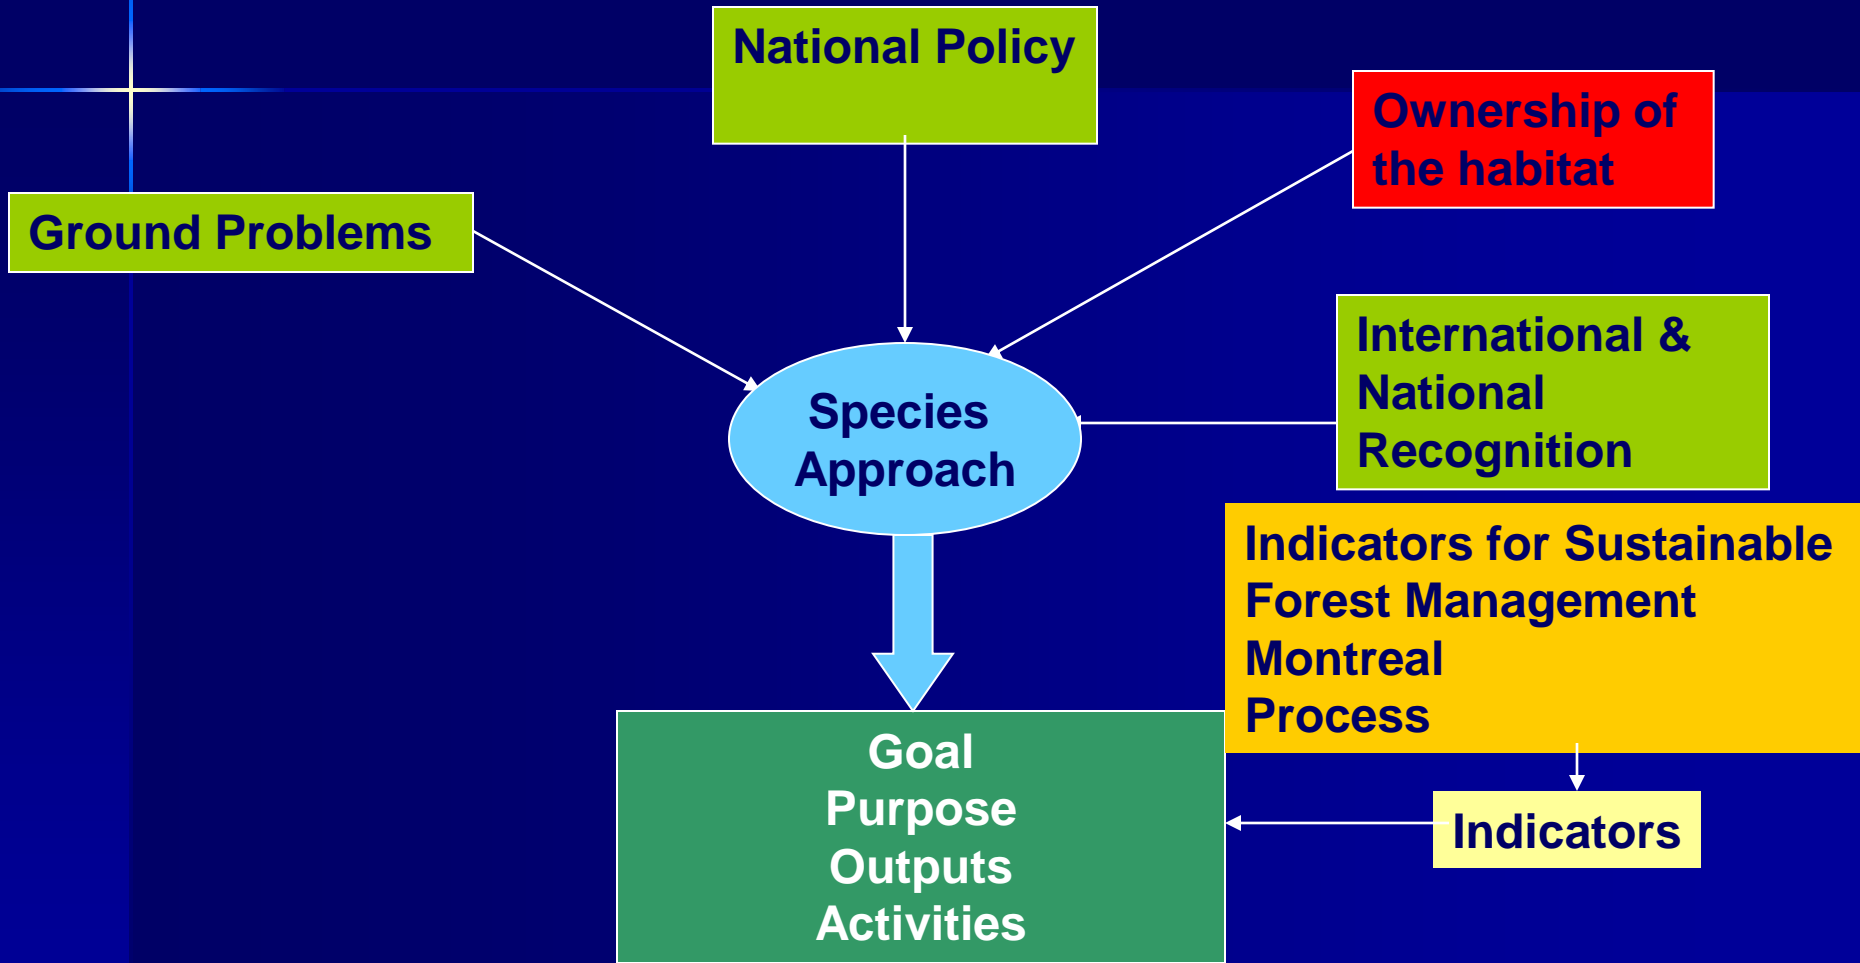 National Policy
Ownership of
the habitat
Ground Problems
International &
National
Recognition
Species
Approach
Indicators for Sustainable
Forest Management
Montreal
Process
Goal
Purpose
Outputs
Activities
Indicators